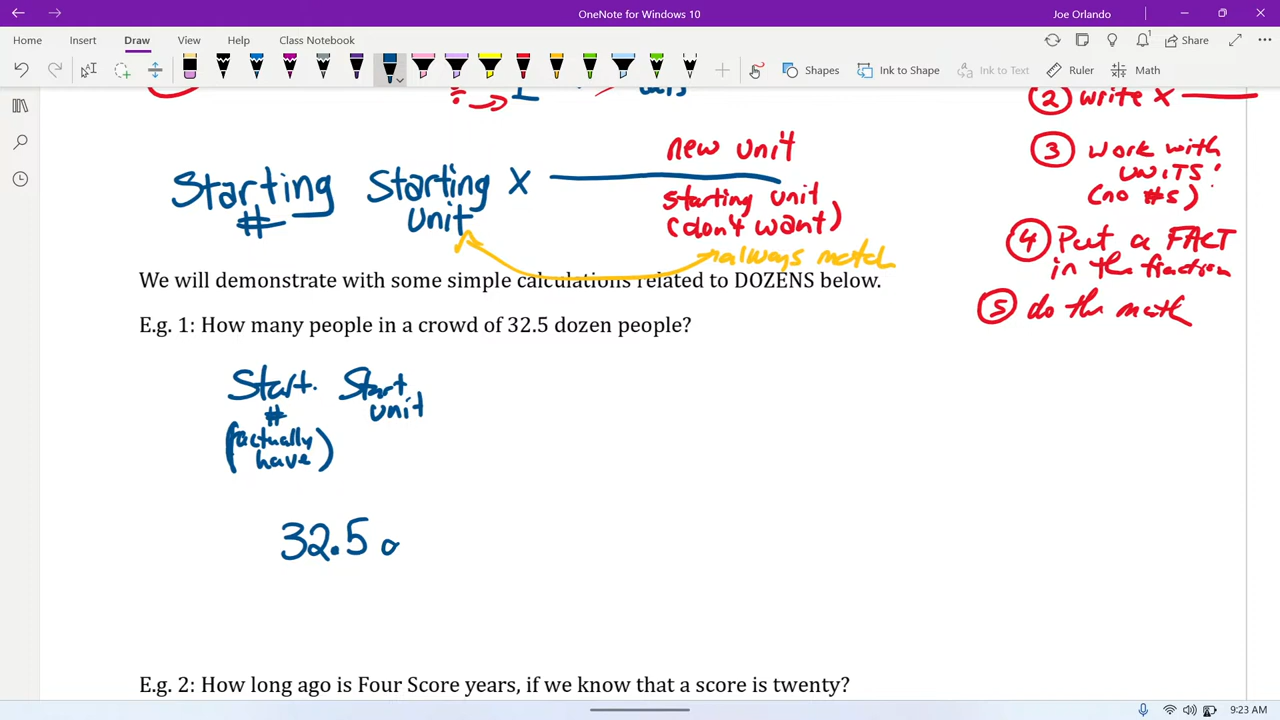 OneNote for Windows 10
Joe Orlando
Home Insert Draw View Help Class Notebook
Share
Shapes Ink to Shape Ink to Text Ruler Math
② write X
new unit
Starting Starting X
# Unit
starting unit
(don't want)
always match
③ work with
UNITS
(no #s)
④ Put a FACT
in the fraction
⑤ do the math
We will demonstrate with some simple calculations related to DOZENS below.
E.g. 1: How many people in a crowd of 32.5 dozen people?
Start. Start
# unit
(actually
have)
32.5
E.g. 2: How long ago is Four Score years, if we know that a score is twenty?
9:23 AM